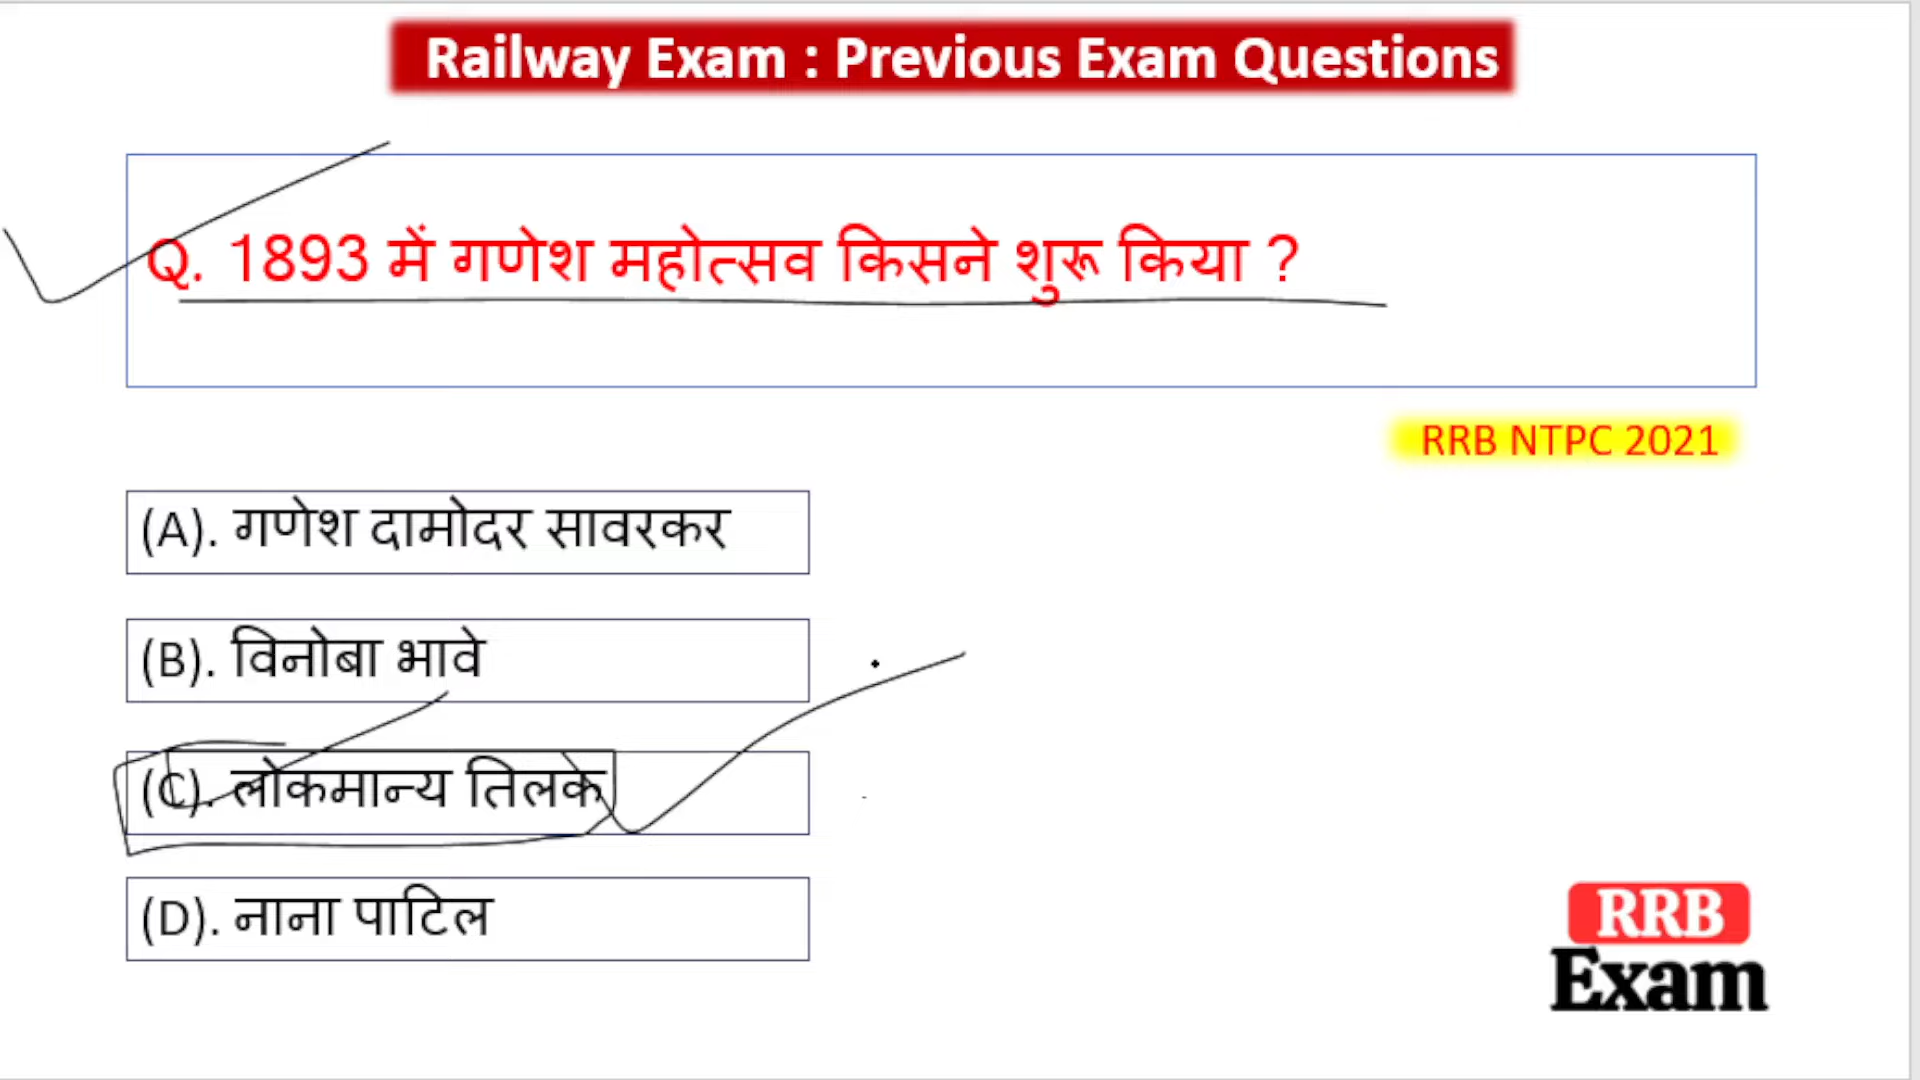 Railway Exam : Previous Exam Questions
Q. 1893 में गणेश महोत्सव किसने शुरू किया ?
RRB NTPC 2021
(A). गणेश दामोदर सावरकर
(B). विनोबा भावे
(C). लोकमान्य तिलक
(D). नाना पाटिल
RRB
Exam